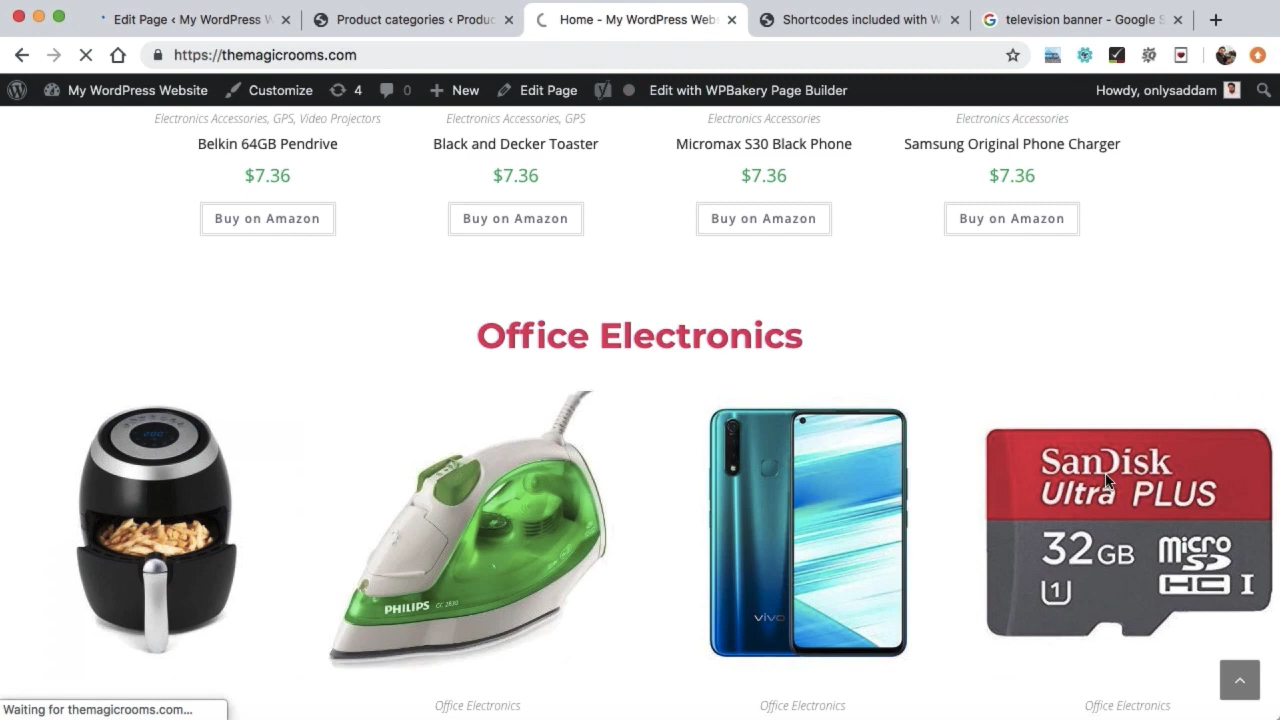 Edit Page ‹ My WordPress W
Product categories ‹ Produc
Home - My WordPress Web
Shortcodes included with W
television banner - Google S
https://themagicrooms.com
My WordPress Website
Customize
4
0
New
Edit Page
Edit with WPBakery Page Builder
Howdy, onlysaddam
Electronics Accessories, GPS, Video Projectors
Electronics Accessories, GPS
Electronics Accessories
Electronics Accessories
Belkin 64GB Pendrive
Black and Decker Toaster
Micromax S30 Black Phone
Samsung Original Phone Charger
$7.36
$7.36
$7.36
$7.36
Buy on Amazon
Buy on Amazon
Buy on Amazon
Buy on Amazon
Office Electronics
PHILIPS
vivo
SanDisk
Ultra PLUS
32GB
micro
SD
HC I
1
Office Electronics
Office Electronics
Office Electronics
Waiting for themagicrooms.com...